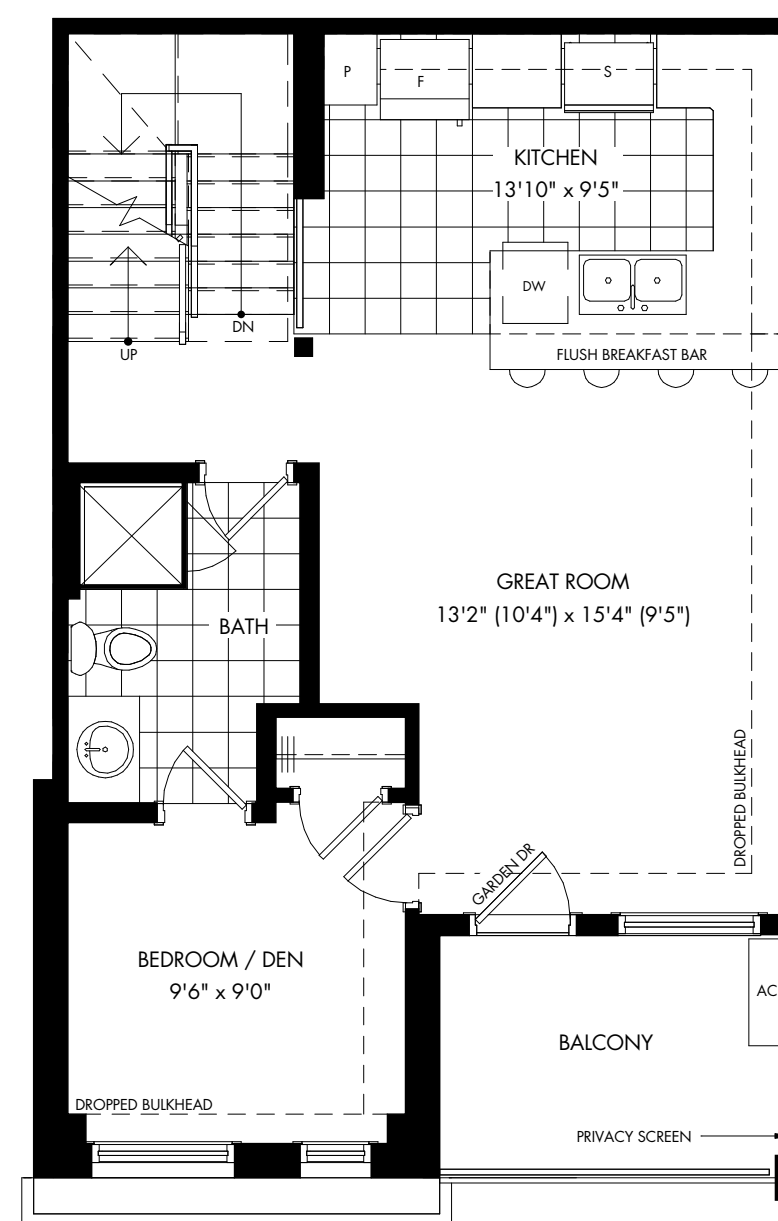 P
F
S
KITCHEN
13'10" x 9'5"
DW
DN
UP
FLUSH BREAKFAST BAR
GREAT ROOM
13'2" (10'4") x 15'4" (9'5")
BATH
DROPPED BULKHEAD
GARDEN DR
BEDROOM / DEN
9'6" x 9'0"
AC
BALCONY
DROPPED BULKHEAD
PRIVACY SCREEN